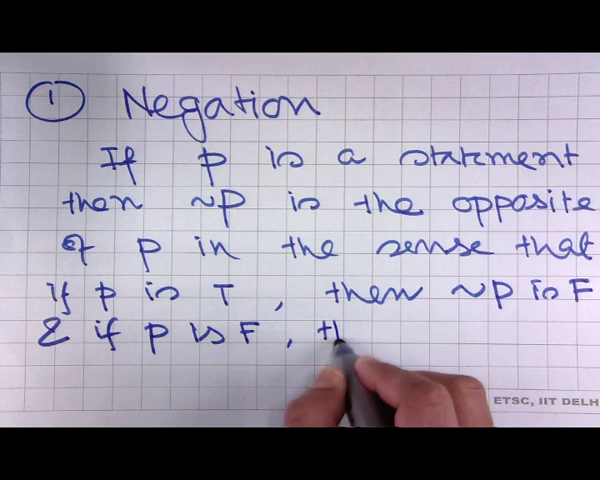 ① Negation
If p is a statement
then ~p is the opposite
of p in the sense that
if p is T, then ~p is F
& if p is F, th
ETSC, IIT DELH